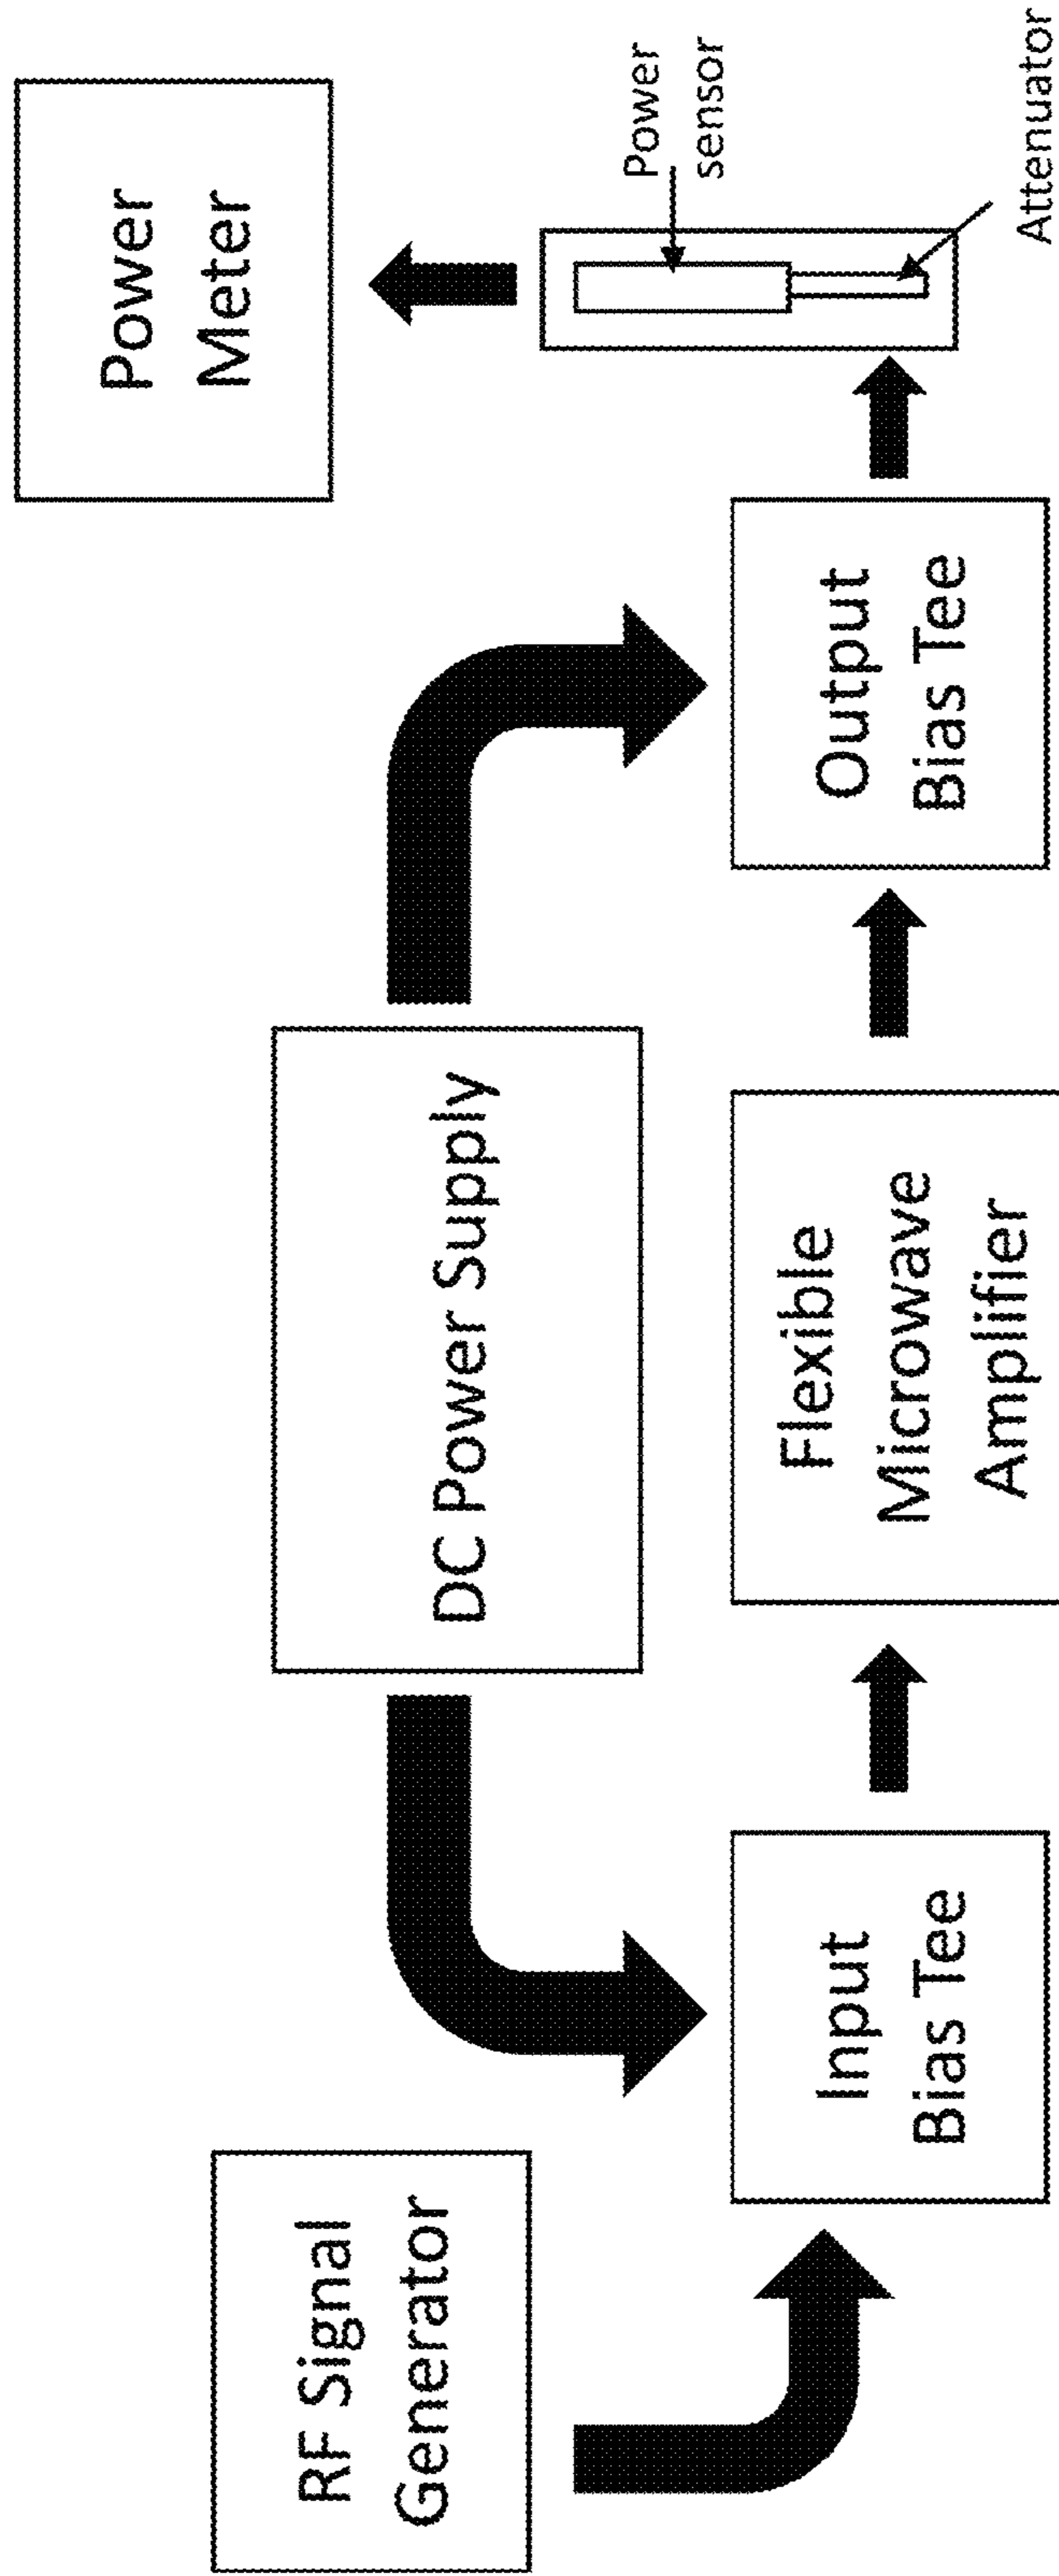 RF Signal
Generator
DC Power Supply
Power
Meter
Input
Bias Tee
Flexible
Microwave
Amplifier
Output
Bias Tee
Power
sensor
Attenuator